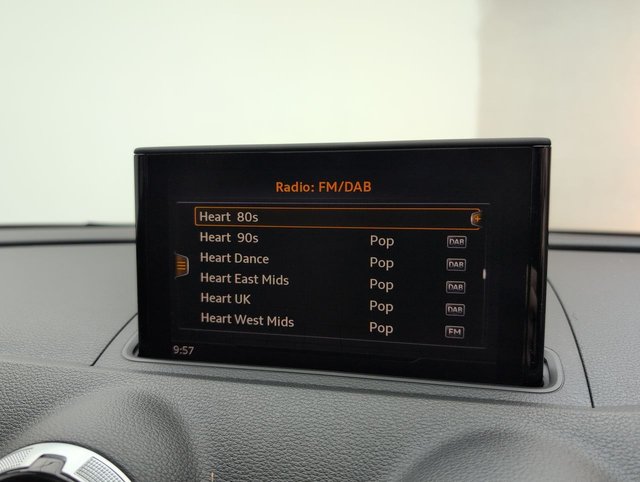 Radio: FM/DAB
Heart 80s
Heart 90s Pop DAB
Heart Dance Pop DAB
Heart East Mids Pop DAB
Heart UK Pop DAB
Heart West Mids Pop FM
9:57